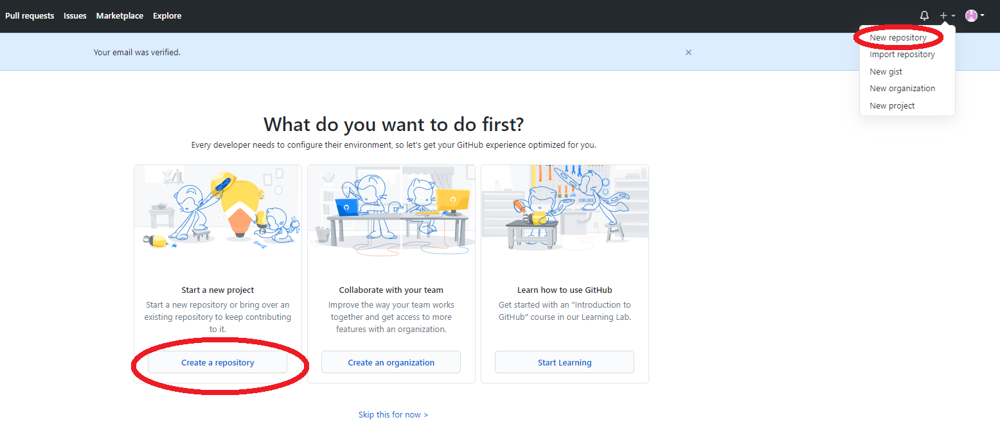 Pull requests Issues Marketplace Explore
New repository
Import repository
New gist
New organization
New project
Your email was verified.
What do you want to do first?
Every developer needs to configure their environment, so let's get your GitHub experience optimized for you.
Start a new project
Start a new repository or bring over an
existing repository to keep contributing
to it.
Create a repository
Collaborate with your team
Improve the way your team works
together and get access to more
features with an organization.
Create an organization
Learn how to use GitHub
Get started with an "Introduction to
GitHub" course in our Learning Lab.
Start Learning
Skip this for now >